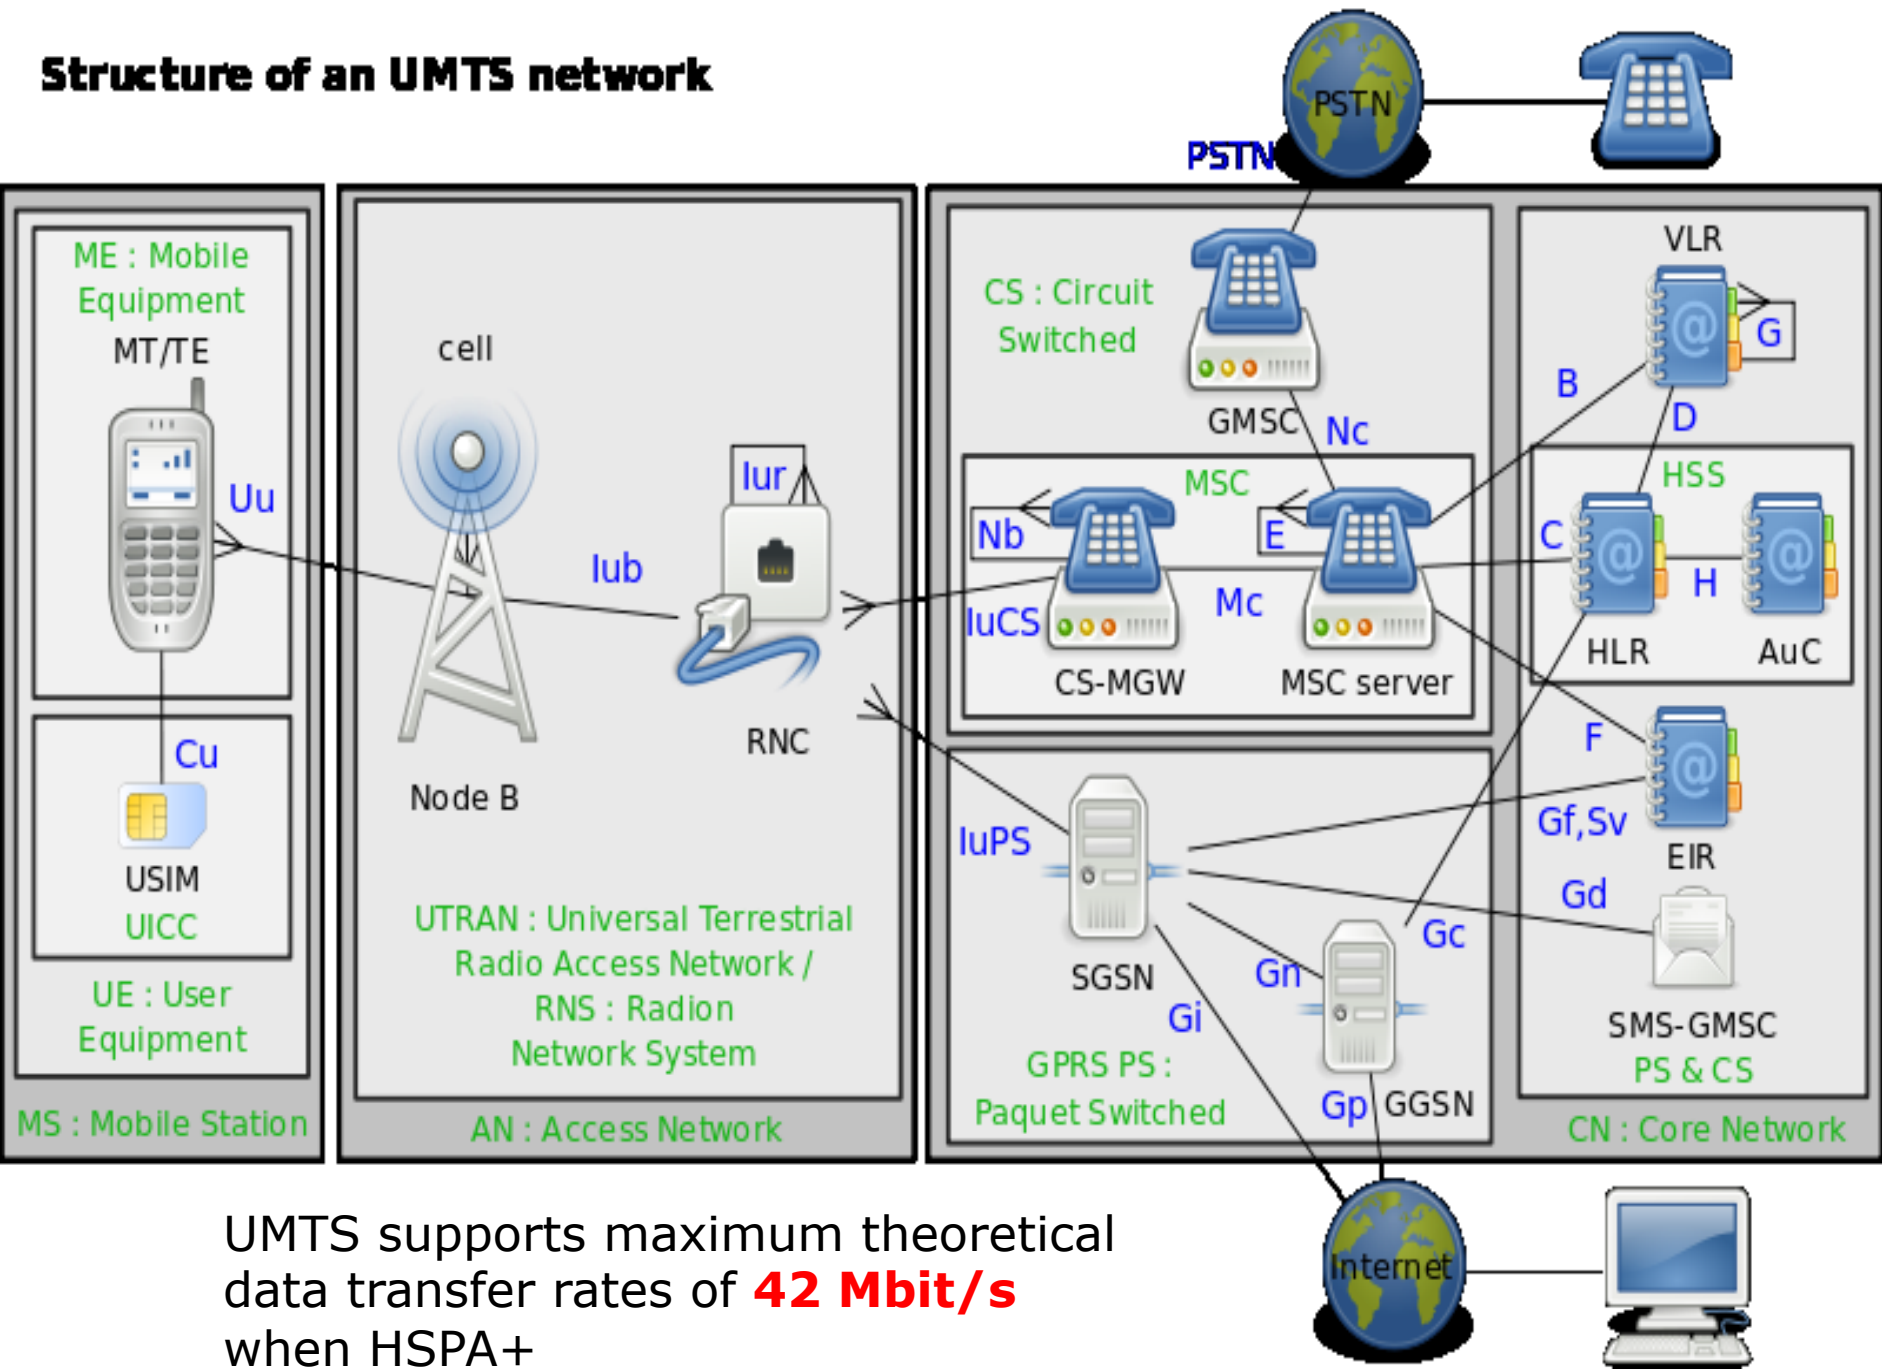 Structure of an UMTS network
PSTN
PSTN
ME : Mobile
Equipment
MT/TE
Uu
Cu
USIM
UICC
UE : User
Equipment
MS : Mobile Station
cell
Iub
Iur
Node B
RNC
UTRAN : Universal Terrestrial
Radio Access Network /
RNS : Radion
Network System
AN : Access Network
CS : Circuit
Switched
GMSC
Nc
MSC
Nb
E
IuCS
Mc
CS-MGW
MSC server
IuPS
SGSN
Gn
Gi
Gc
GPRS PS :
Paquet Switched
Gp
GGSN
VLR
G
B
D
HSS
C
H
HLR
AuC
F
Gf,Sv
EIR
Gd
SMS-GMSC
PS & CS
CN : Core Network
Internet
UMTS supports maximum theoretical
data transfer rates of 42 Mbit/s
when HSPA+